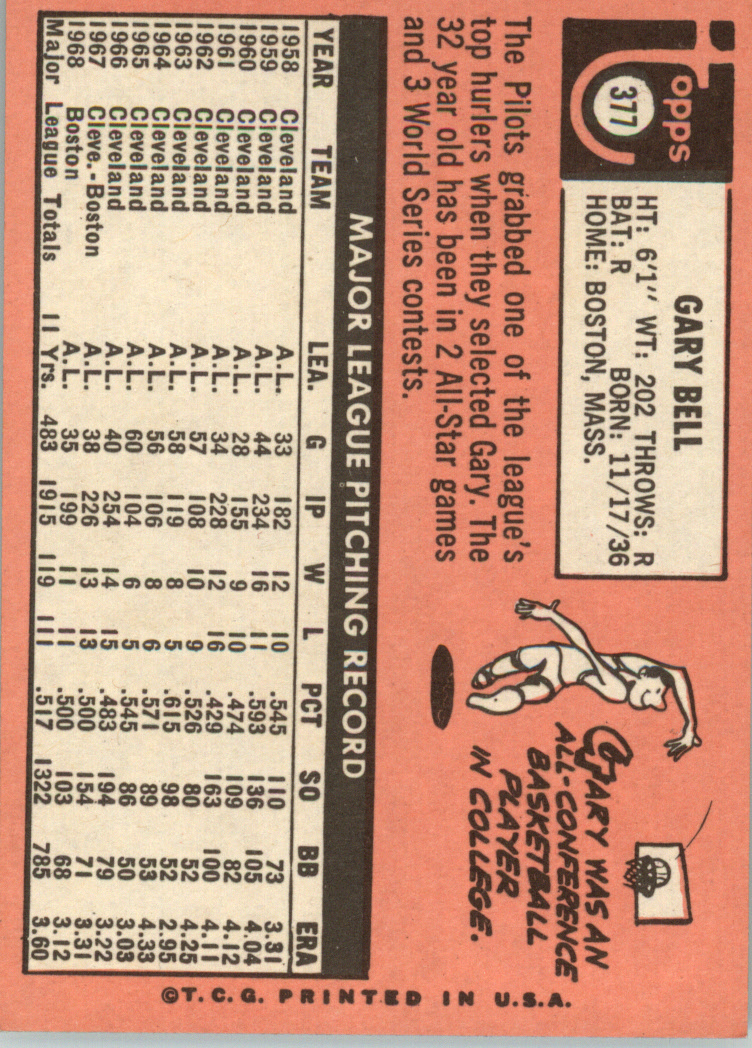 Topps
377
GARY BELL
HT: 6'1" WT: 202 THROWS: R
BAT: R BORN: 11/17/36
HOME: BOSTON, MASS.
The Pilots grabbed one of the league's
top hurlers when they selected Gary. The
32 year old has been in 2 All-Star games
and 3 World Series contests.
GARY WAS AN
ALL-CONFERENCE
BASKETBALL
PLAYER
IN COLLEGE.
MAJOR LEAGUE PITCHING RECORD
YEAR TEAM LEA. G IP W L PCT SO BB ERA
1958 Cleveland A.L. 33 182 12 10 .545 110 73 3.31
1959 Cleveland A.L. 44 234 16 11 .593 136 105 4.04
1960 Cleveland A.L. 28 155 9 10 .474 109 82 4.12
1961 Cleveland A.L. 34 228 12 16 .429 163 100 4.11
1962 Cleveland A.L. 57 108 10 9 .526 80 52 4.25
1963 Cleveland A.L. 58 119 8 5 .615 98 52 2.95
1964 Cleveland A.L. 56 106 8 6 .571 89 53 4.33
1965 Cleveland A.L. 60 104 6 5 .545 86 50 3.03
1966 Cleveland A.L. 40 254 14 15 .483 194 79 3.22
1967 Cleve.-Boston A.L. 38 226 13 13 .500 154 71 3.31
1968 Boston A.L. 35 199 11 11 .500 103 68 3.12
Major League Totals 11 Yrs. 483 1915 119 111 .517 1322 785 3.60
©T.C.G. PRINTED IN U.S.A.